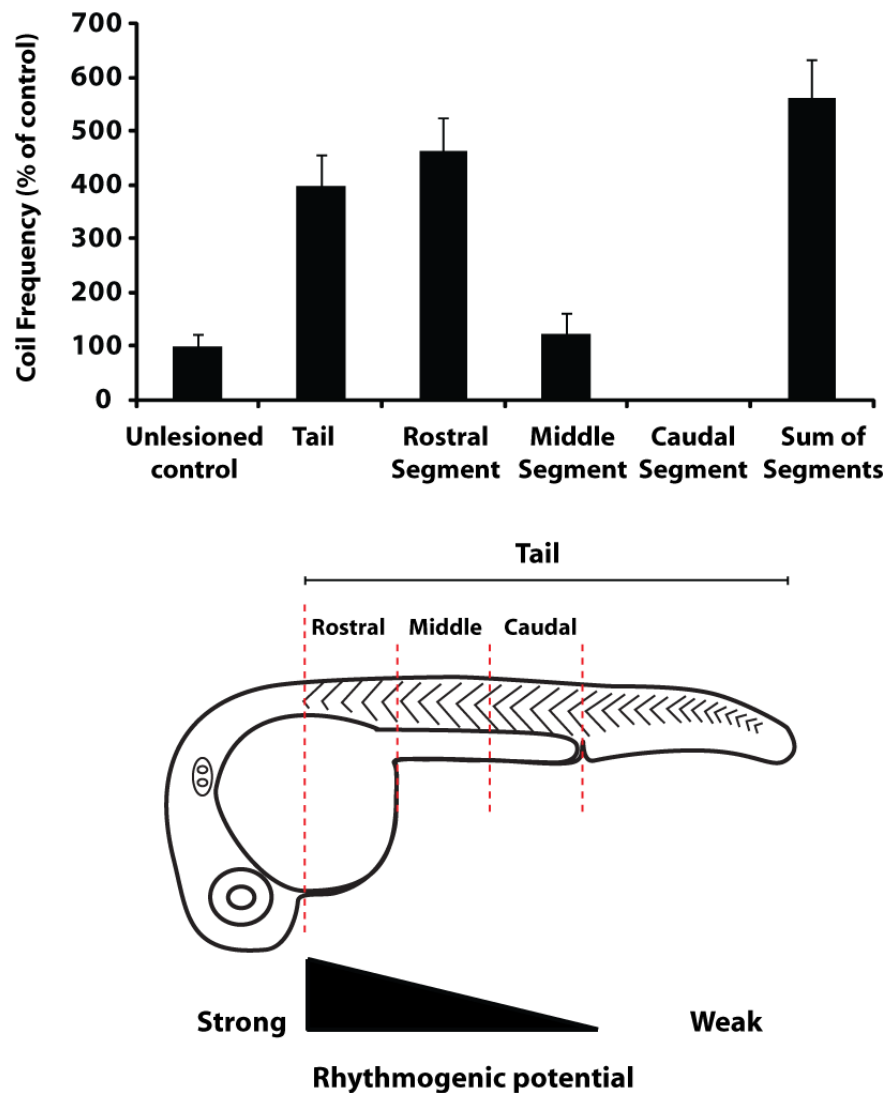 Coil Frequency (% of control)
700
600
500
400
300
200
100
0
Unlesioned
control
Tail
Rostral
Segment
Middle
Segment
Caudal
Segment
Sum of
Segments
Tail
Rostral
Middle
Caudal
Strong
Weak
Rhythmogenic potential